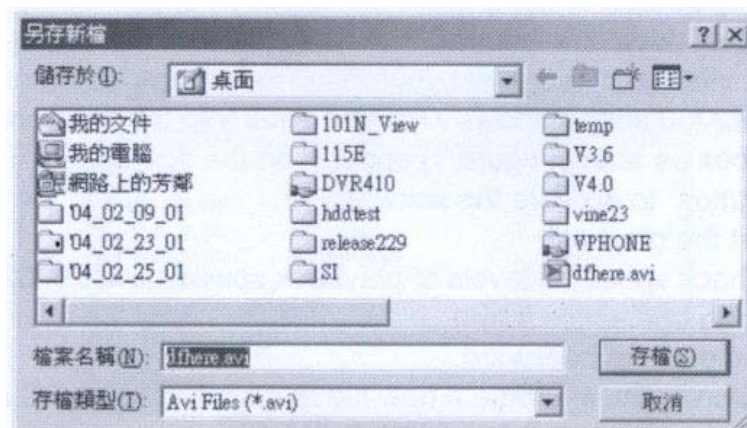 另存新檔
儲存於(I):
桌面
我的文件
我的電腦
網路上的芳鄰
'04_02_09_01
'04_02_23_01
'04_02_25_01
101N_View
115E
DVR410
hddtest
release229
SI
temp
V3.6
V4.0
vine23
VPHONE
dfhere.avi
檔案名稱(N): dfhere.avi
存檔(S)
存檔類型(T): Avi Files (*.avi)
取消